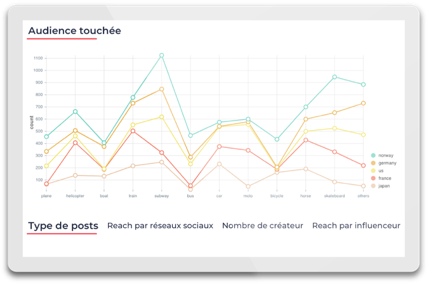 Audience touchée
1100
1000
900
800
700
600
500
400
300
200
100
count
plane
helicopter
boat
train
subway
bus
car
moto
bicycle
horse
skateboard
others
norway
germany
us
france
japan
Type de posts Reach par réseaux sociaux Nombre de créateur Reach par influenceur